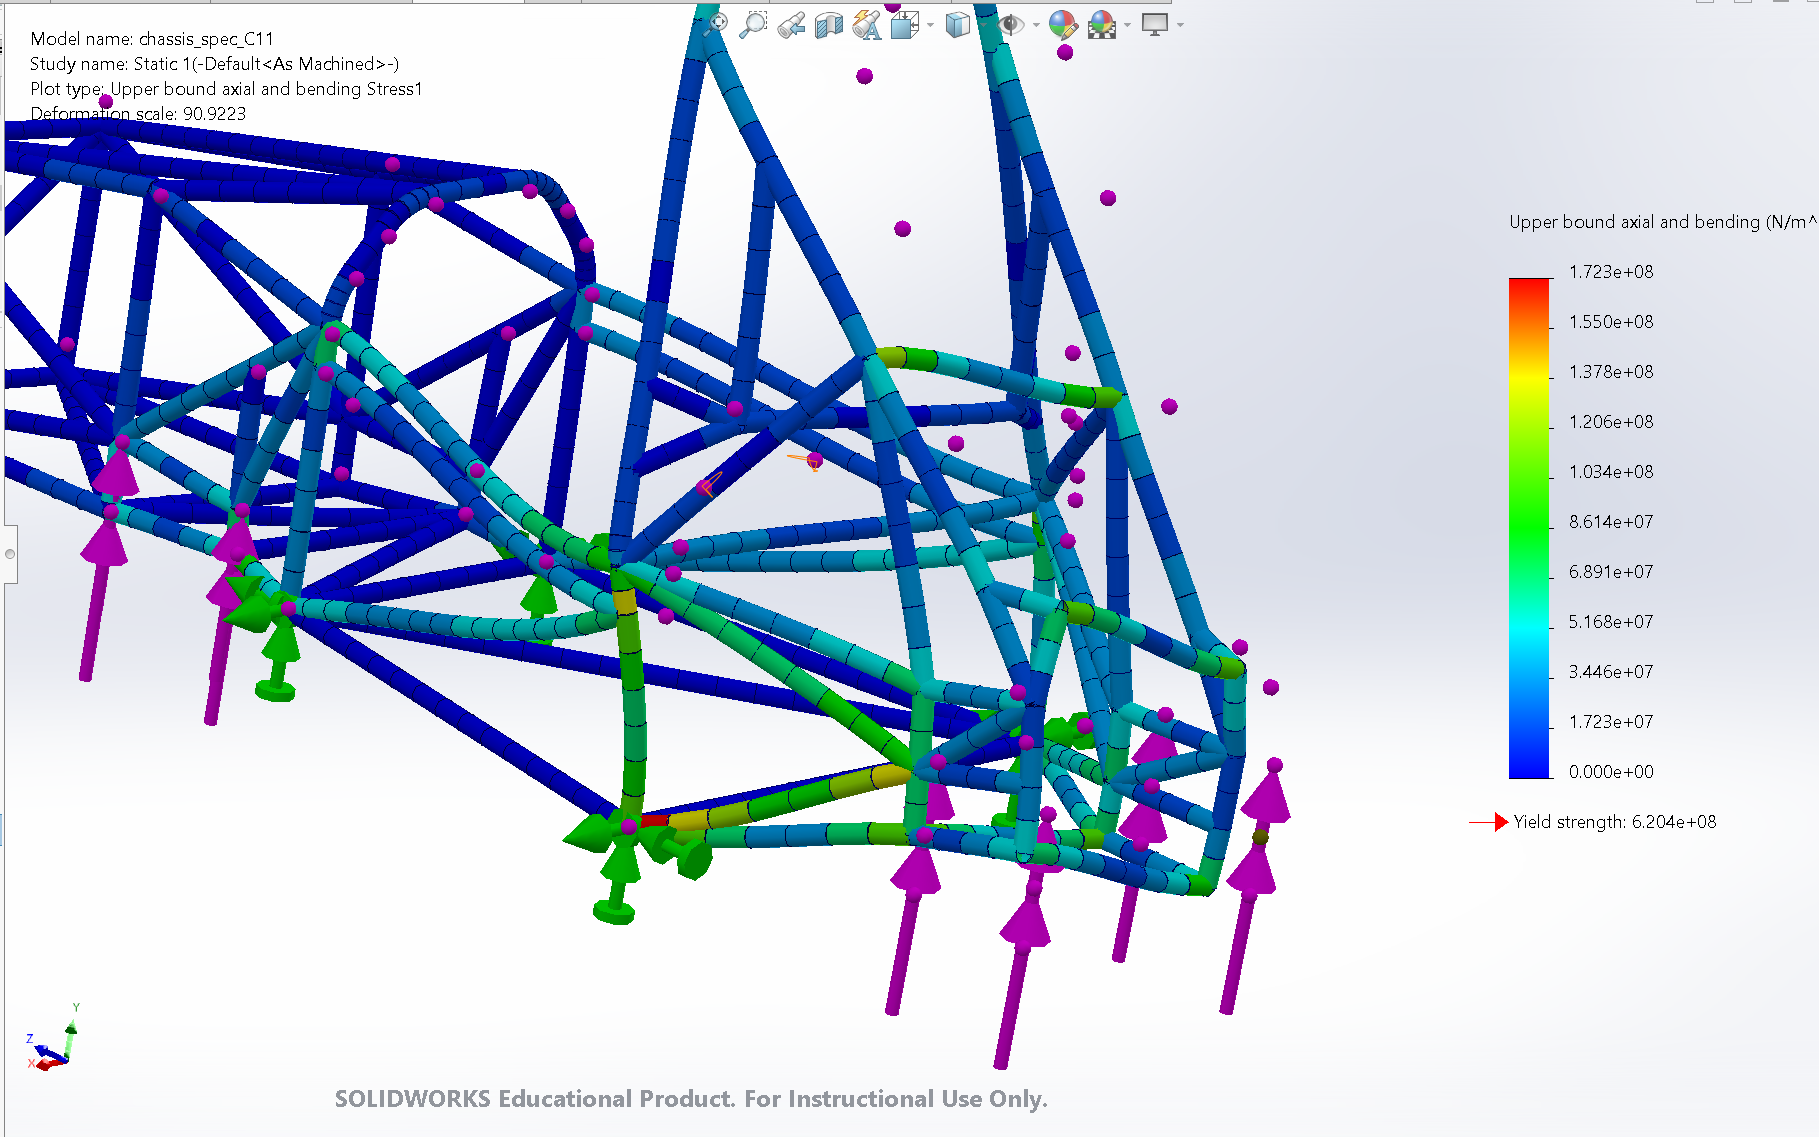 Model name: chassis_spec_C11
Study name: Static 1(-Default<As Machined>-)
Plot type: Upper bound axial and bending Stress1
Deformation scale: 90.9223
Upper bound axial and bending (N/m^
1.723e+08
1.550e+08
1.378e+08
1.206e+08
1.034e+08
8.614e+07
6.891e+07
5.168e+07
3.446e+07
1.723e+07
0.000e+00
Yield strength: 6.204e+08
Y
Z
X
SOLIDWORKS Educational Product. For Instructional Use Only.